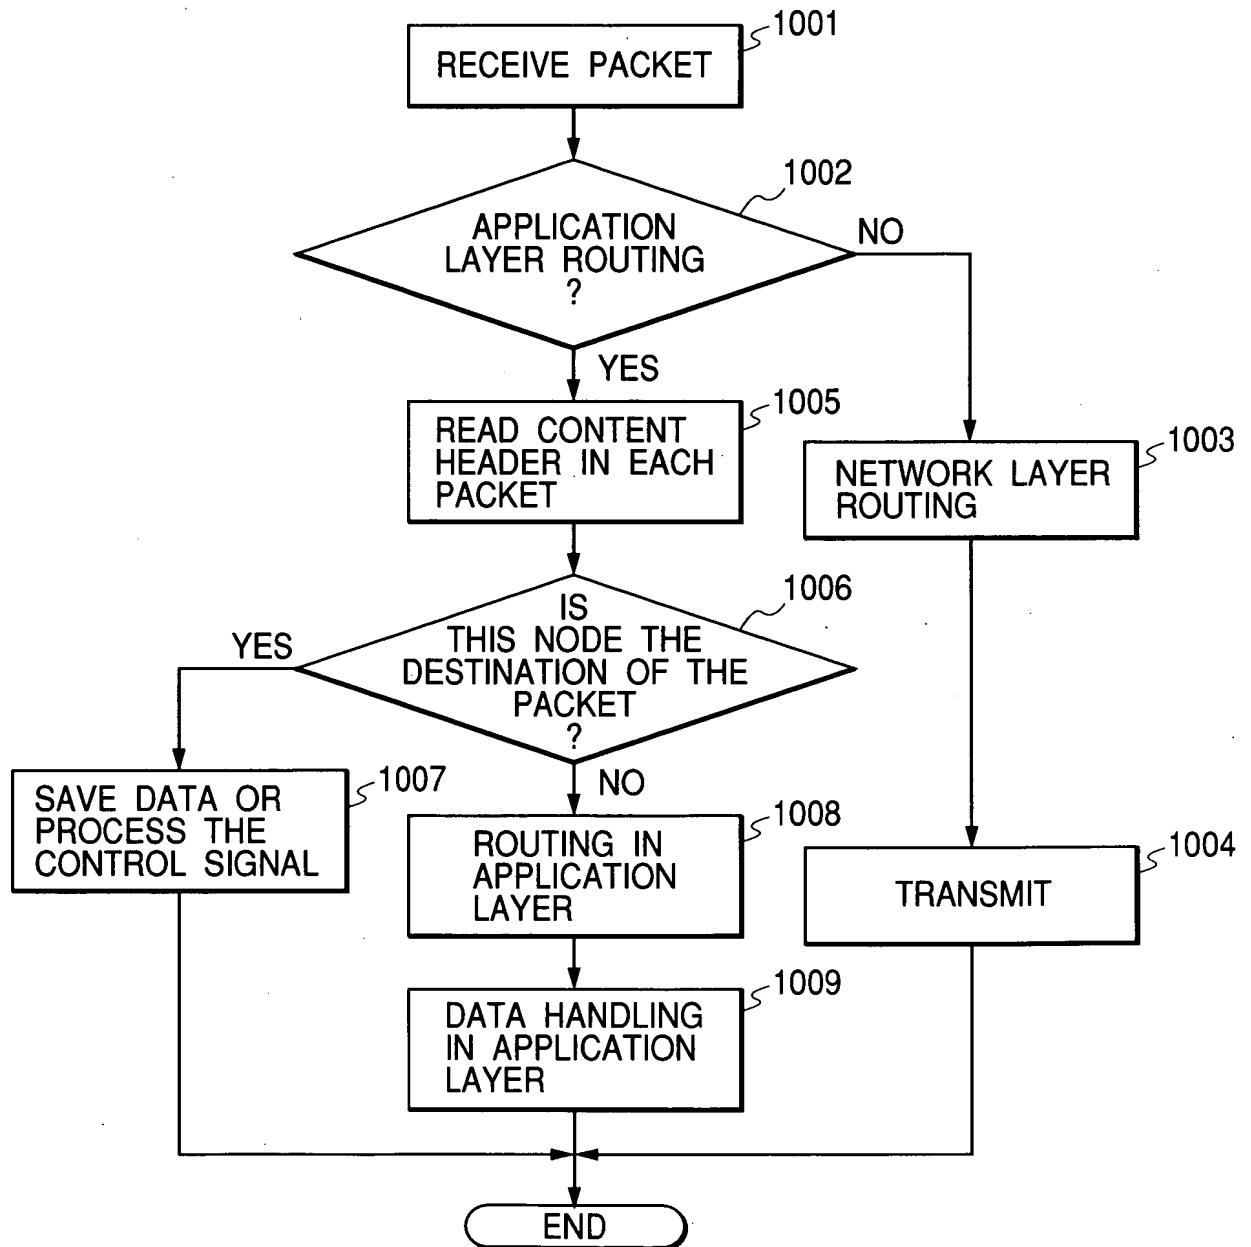 1001
RECEIVE PACKET
1002
APPLICATION
LAYER ROUTING
?
NO
YES
1005
READ CONTENT
HEADER IN EACH
PACKET
1003
NETWORK LAYER
ROUTING
1006
IS
THIS NODE THE
DESTINATION OF THE
PACKET
?
YES
NO
1007
SAVE DATA OR
PROCESS THE
CONTROL SIGNAL
1008
ROUTING IN
APPLICATION
LAYER
1004
TRANSMIT
1009
DATA HANDLING
IN APPLICATION
LAYER
END